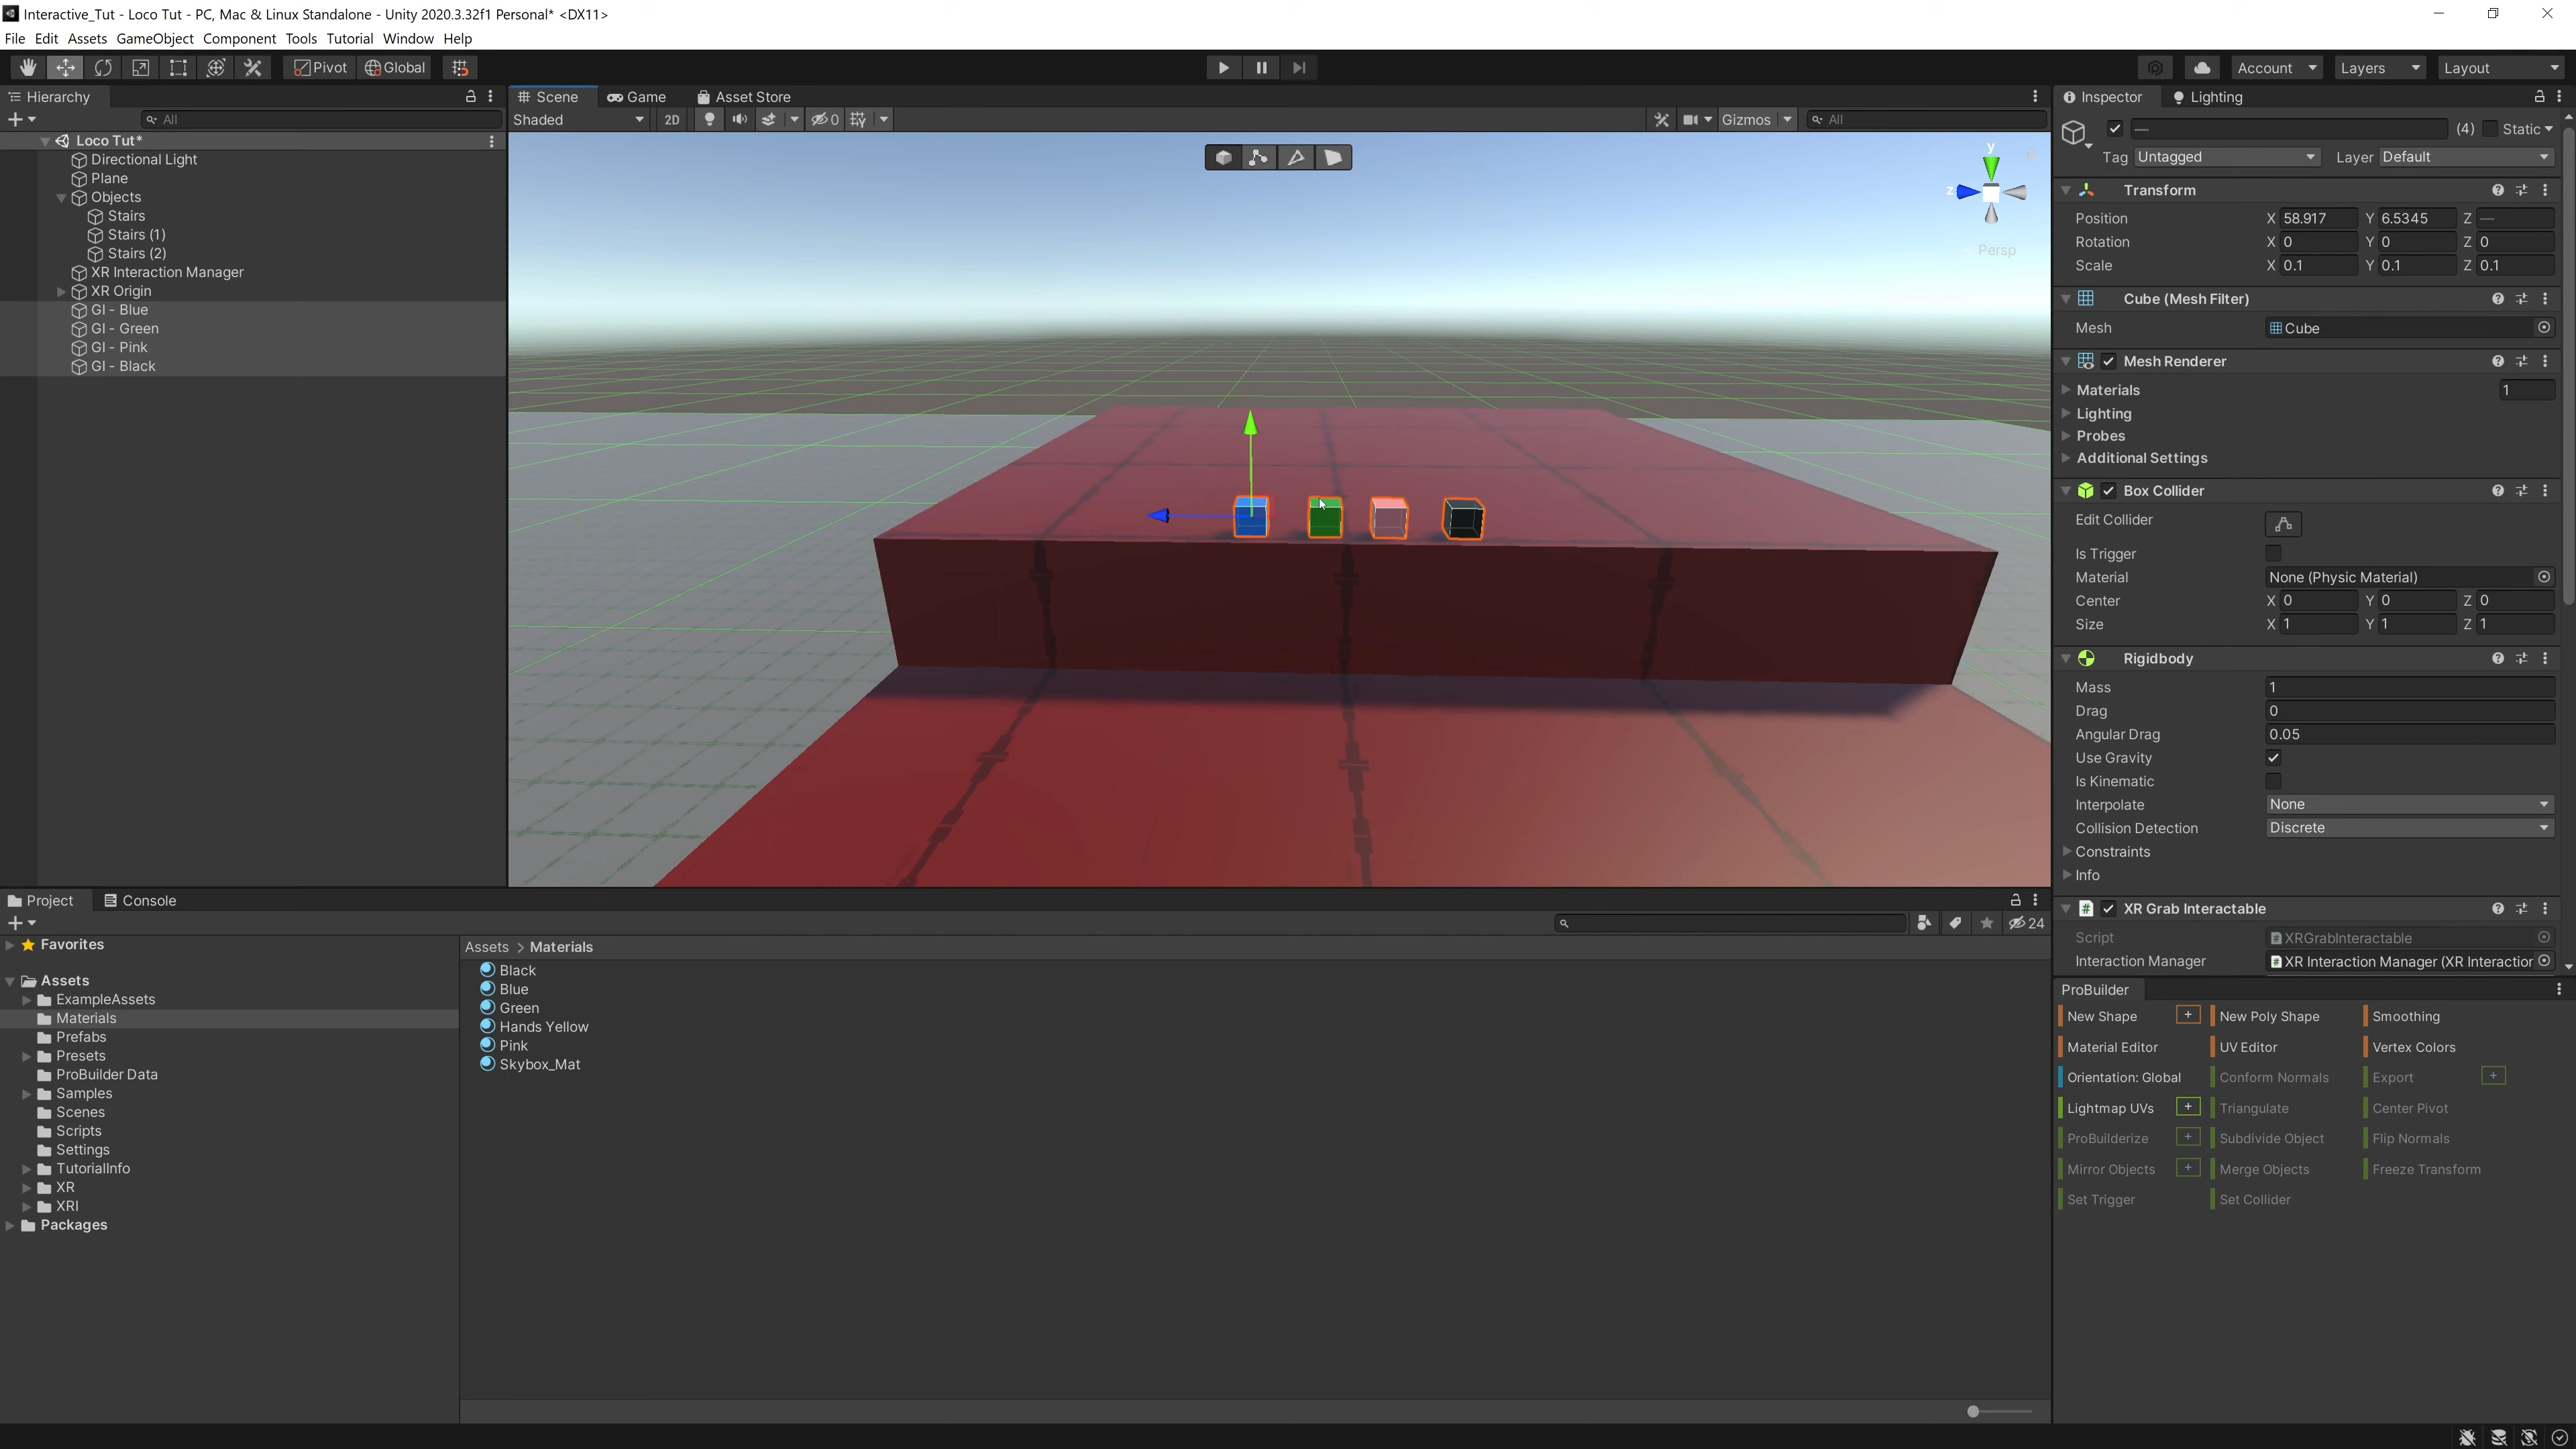 Interactive_Tut - Loco Tut - PC, Mac & Linux Standalone - Unity 2020.3.32f1 Personal* <DX11>
File Edit Assets GameObject Component Tools Tutorial Window Help
Pivot Global Account Layers Layout
Hierarchy
All
Loco Tut*
Directional Light
Plane
Objects
Stairs
Stairs (1)
Stairs (2)
XR Interaction Manager
XR Origin
GI - Blue
GI - Green
GI - Pink
GI - Black
Scene Game Asset Store
Shaded 2D 0 Gizmos All
y
z
Persp
Inspector Lighting
— (4) Static
Tag Untagged Layer Default
Transform
Position X 58.917 Y 6.5345 Z —
Rotation X 0 Y 0 Z 0
Scale X 0.1 Y 0.1 Z 0.1
Cube (Mesh Filter)
Mesh Cube
Mesh Renderer
Materials 1
Lighting
Probes
Additional Settings
Box Collider
Edit Collider
Is Trigger
Material None (Physic Material)
Center X 0 Y 0 Z 0
Size X 1 Y 1 Z 1
Rigidbody
Mass 1
Drag 0
Angular Drag 0.05
Use Gravity
Is Kinematic
Interpolate None
Collision Detection Discrete
Constraints
Info
XR Grab Interactable
Script XRGrabInteractable
Interaction Manager XR Interaction Manager (XR Interaction
Project Console
24
Favorites
Assets
ExampleAssets
Materials
Prefabs
Presets
ProBuilder Data
Samples
Scenes
Scripts
Settings
TutorialInfo
XR
XRI
Packages
Assets > Materials
Black
Blue
Green
Hands Yellow
Pink
Skybox_Mat
ProBuilder
New Shape + New Poly Shape Smoothing
Material Editor UV Editor Vertex Colors
Orientation: Global Conform Normals Export +
Lightmap UVs + Triangulate Center Pivot
ProBuilderize + Subdivide Object Flip Normals
Mirror Objects + Merge Objects Freeze Transform
Set Trigger Set Collider